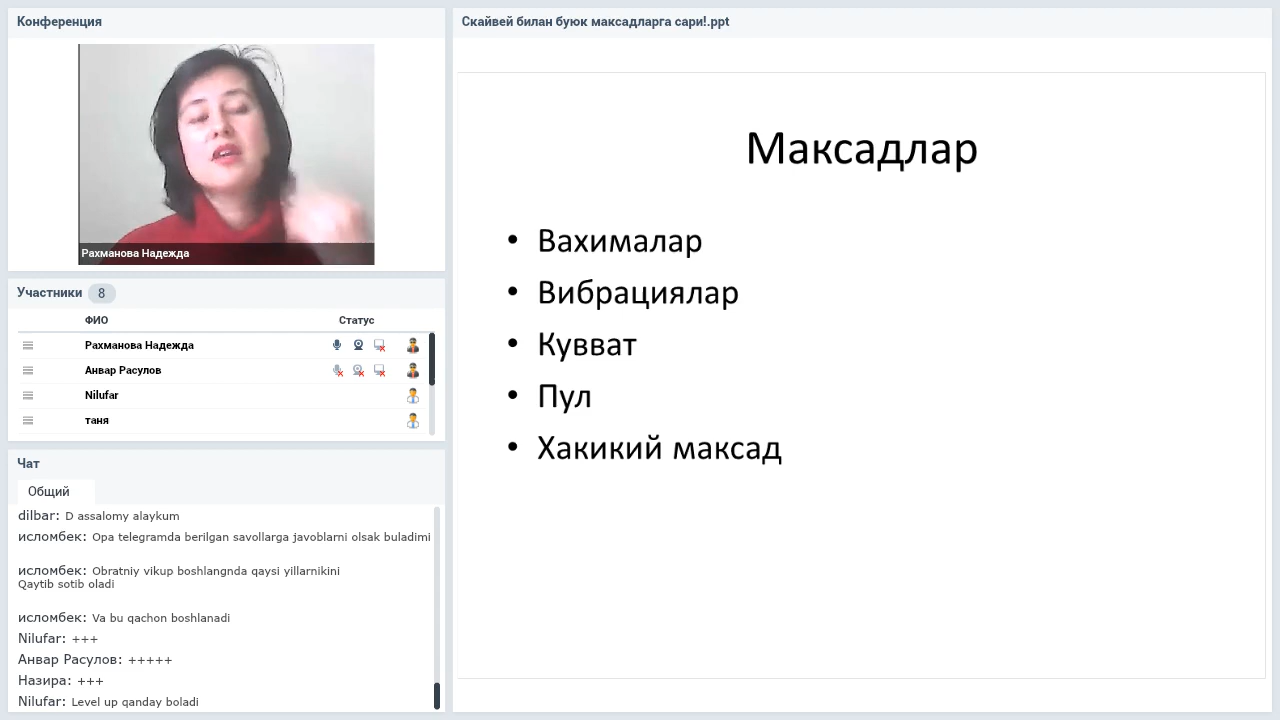 Конференция
Рахманова Надежда
Участники 8
ФИО Статус
Рахманова Надежда
Анвар Расулов
Nilufar
таня
Чат
Общий
dilbar: D assalomy alaykum
исломбек: Opa telegramda berilgan savollarga javoblarni olsak buladimi
исломбек: Obratniy vikup boshlangnda qaysi yillarnikini
Qaytib sotib oladi
исломбек: Va bu qachon boshlanadi
Nilufar: +++
Анвар Расулов: +++++
Назира: +++
Nilufar: Level up qanday boladi
Скайвей билан буюк максадларга сари!.ppt
Максадлар
• Вахималар
• Вибрациялар
• Кувват
• Пул
• Хакикий максад